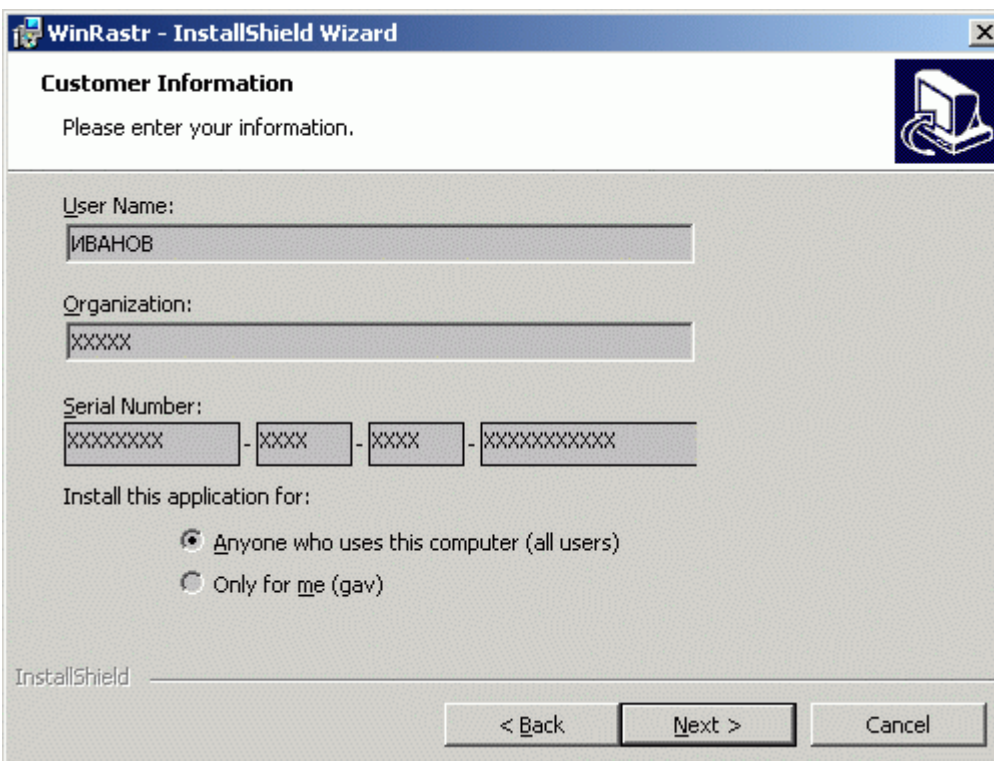 WinRastr - InstallShield Wizard
Customer Information
Please enter your information.
User Name:
ИВАНОВ
Organization:
XXXXX
Serial Number:
XXXXXXXX - XXXX - XXXX - XXXXXXXXXXX
Install this application for:
Anyone who uses this computer (all users)
Only for me (gav)
InstallShield
< Back Next > Cancel